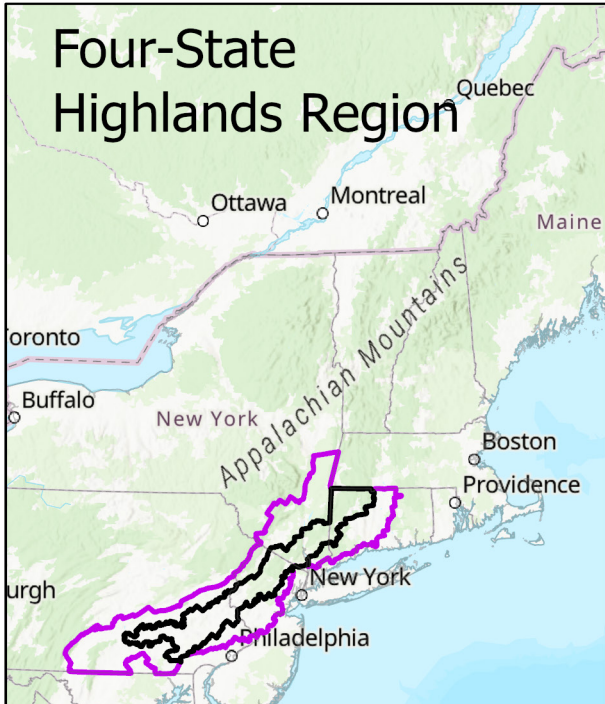 Four-State
Highlands Region
Quebec
Ottawa
Montreal
Maine
oronto
Appalachian Mountains
Buffalo
New York
Boston
Providence
urgh
New York
Philadelphia